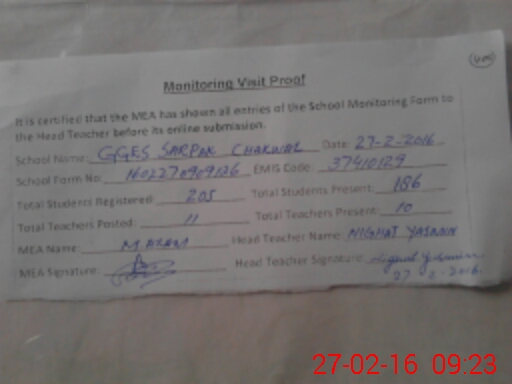 Monitoring Visit Proof
It is certified that the MEA has shown all entries of the School Monitoring Form to
the Head Teacher before its online submission.
School Name: GGES SARPAK CHAKWAL Date: 27-2-2016
School Form No: EMIS Code: 37410129
Total Students Registered: 205 Total Students Present: 186
Total Teachers Posted: 11 Total Teachers Present: 10
MEA Name: M AKRAM Head Teacher Name: NIGHAT YASMIN
MEA Signature: Head Teacher Signature: Nighat Yasmin
27-2-2016
27-02-16 09:23